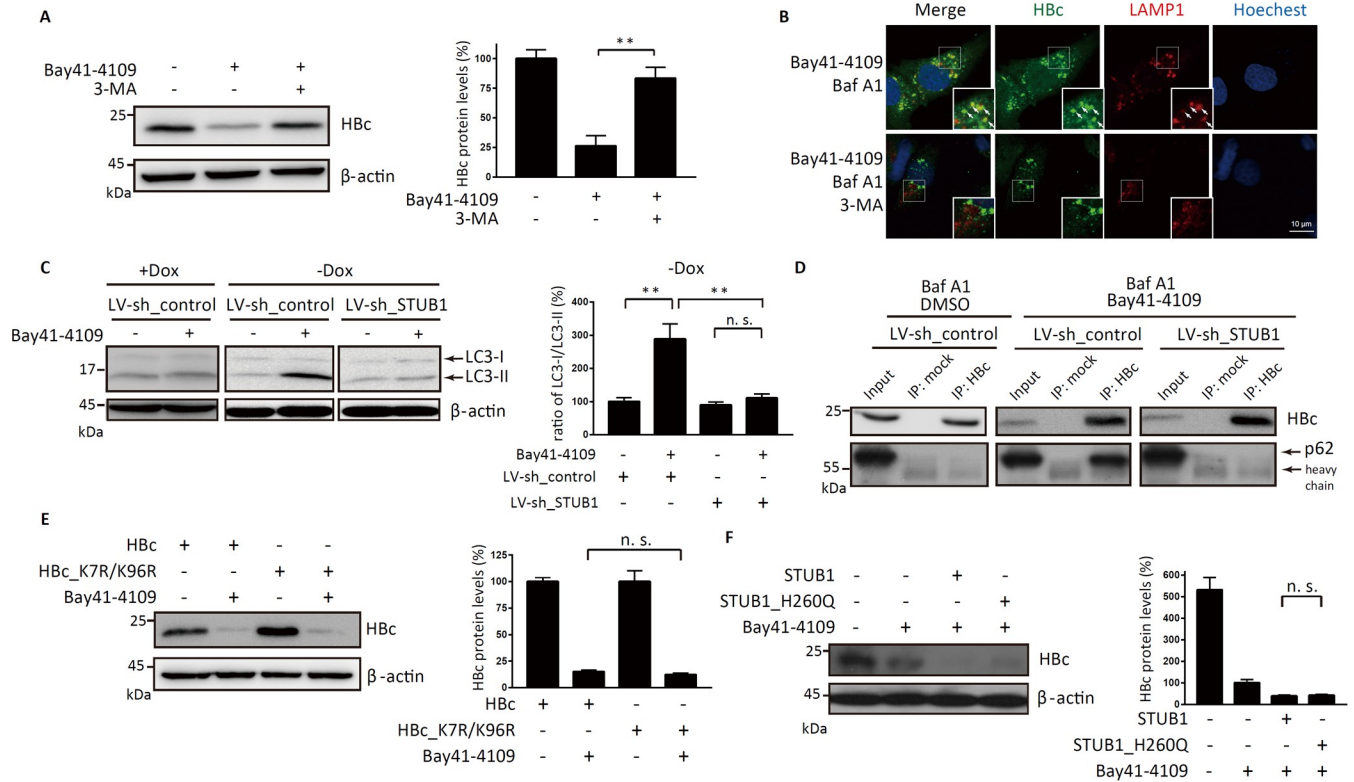 A
Bay41-4109 - + +
3-MA - - +
25
HBc
45
β-actin
kDa
HBc protein levels (%)
100
75
50
25
0
**
Bay41-4109 - + +
3-MA - - +
B
Merge HBc LAMP1 Hoechest
Bay41-4109
Baf A1
Bay41-4109
Baf A1
3-MA
10 μm
C
+Dox -Dox
LV-sh_control LV-sh_control LV-sh_STUB1
Bay41-4109 - + - + - +
17
LC3-I
LC3-II
45
β-actin
kDa
-Dox
ratio of LC3-I/LC3-II (%)
400
300
200
100
0
** **
n. s.
Bay41-4109 - + - +
LV-sh_control + + - -
LV-sh_STUB1 - - + +
D
Baf A1
DMSO
Baf A1
Bay41-4109
LV-sh_control LV-sh_control LV-sh_STUB1
Input IP: mock IP: HBc Input IP: mock IP: HBc Input IP: mock IP: HBc
25
HBc
p62
55
heavy
chain
kDa
E
HBc + + - -
HBc_K7R/K96R - - + +
Bay41-4109 - + - +
25
HBc
45
β-actin
kDa
HBc protein levels (%)
125
100
75
50
25
0
n. s.
HBc + + - -
HBc_K7R/K96R - - + +
Bay41-4109 - + - +
F
STUB1 - - + -
STUB1_H260Q - - - +
Bay41-4109 - + + +
25
HBc
45
β-actin
kDa
HBc protein levels (%)
600
500
400
300
200
100
0
n. s.
STUB1 - - + -
STUB1_H260Q - - - +
Bay41-4109 - + + +